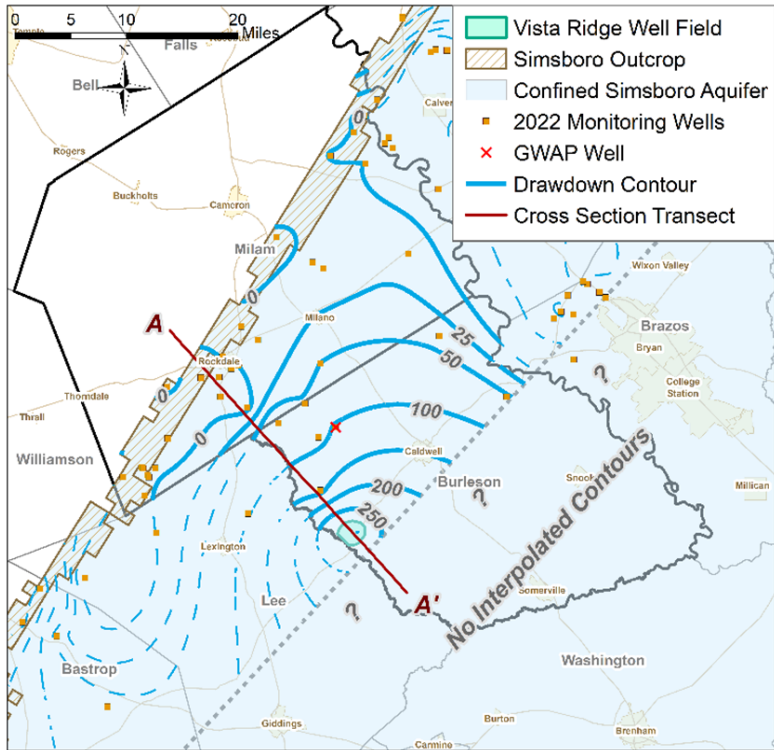 0
10
20
Miles
N
Falls
Bell
Vista Ridge Well Field
Simsboro Outcrop
Confined Simsboro Aquifer
2022 Monitoring Wells
GWAP Well
Drawdown Contour
Cross Section Transect
Calver
0
Rogers
Buckholts
Cameron
Milam
Wixon Valley
0
A
Milano
25
Brazos
Bryan
50
?
Rockdale
College
Station
0
Thorndale
Thrall
0
100
Williamson
Caldwell
Burleson
200
?
250
Snook
Millican
No Interpolated Contours
Lexington
Lee
A'
?
Somerville
Bastrop
Washington
Giddings
Burton
Carmine
Brenham